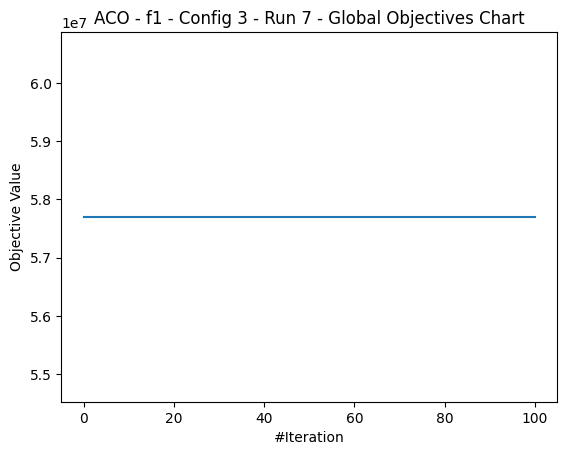 ACO - f1 - Config 3 - Run 7 - Global Objectives Chart
1e7
6.0
5.9
5.8
5.7
5.6
5.5
Objective Value
0 20 40 60 80 100
#Iteration